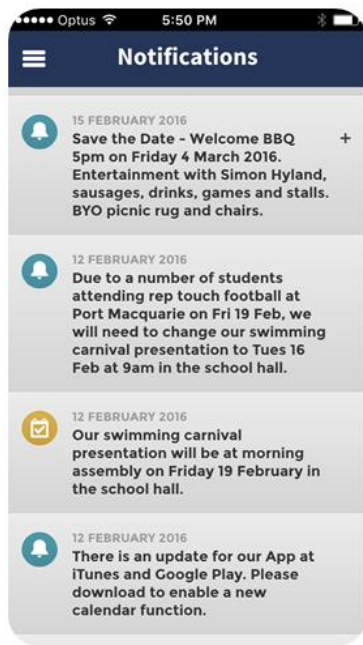 Optus 5:50 PM
Notifications
15 FEBRUARY 2016
Save the Date - Welcome BBQ +
5pm on Friday 4 March 2016.
Entertainment with Simon Hyland,
sausages, drinks, games and stalls.
BYO picnic rug and chairs.
12 FEBRUARY 2016
Due to a number of students
attending rep touch football at
Port Macquarie on Fri 19 Feb, we
will need to change our swimming
carnival presentation to Tues 16
Feb at 9am in the school hall.
12 FEBRUARY 2016
Our swimming carnival
presentation will be at morning
assembly on Friday 19 February in
the school hall.
12 FEBRUARY 2016
There is an update for our App at
iTunes and Google Play. Please
download to enable a new
calendar function.